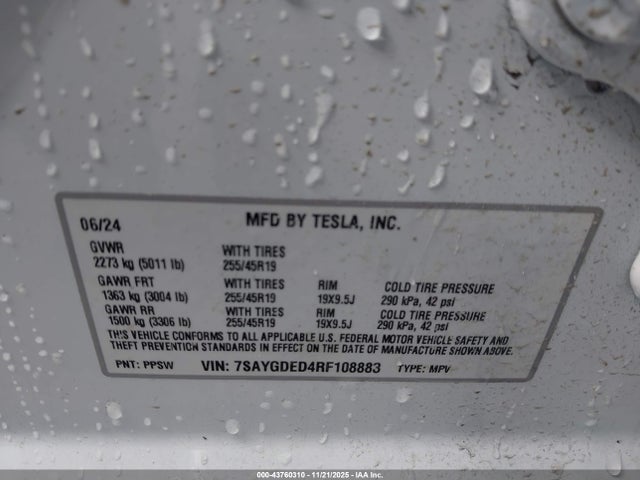 06/24 MFD BY TESLA, INC.
GVWR WITH TIRES
2273 kg (5011 lb) 255/45R19
GAWR FRT WITH TIRES RIM COLD TIRE PRESSURE
1363 kg (3004 lb) 255/45R19 19X9.5J 290 kPa, 42 psi
GAWR RR WITH TIRES RIM COLD TIRE PRESSURE
1500 kg (3306 lb) 255/45R19 19X9.5J 290 kPa, 42 psi
THIS VEHICLE CONFORMS TO ALL APPLICABLE U.S. FEDERAL MOTOR VEHICLE SAFETY AND
THEFT PREVENTION STANDARDS IN EFFECT ON THE DATE OF MANUFACTURE SHOWN ABOVE.
PNT: PPSW VIN: 7SAYGDED4RF108883 TYPE: MPV
000-43760310 - 11/21/2025 - IAAI.COM